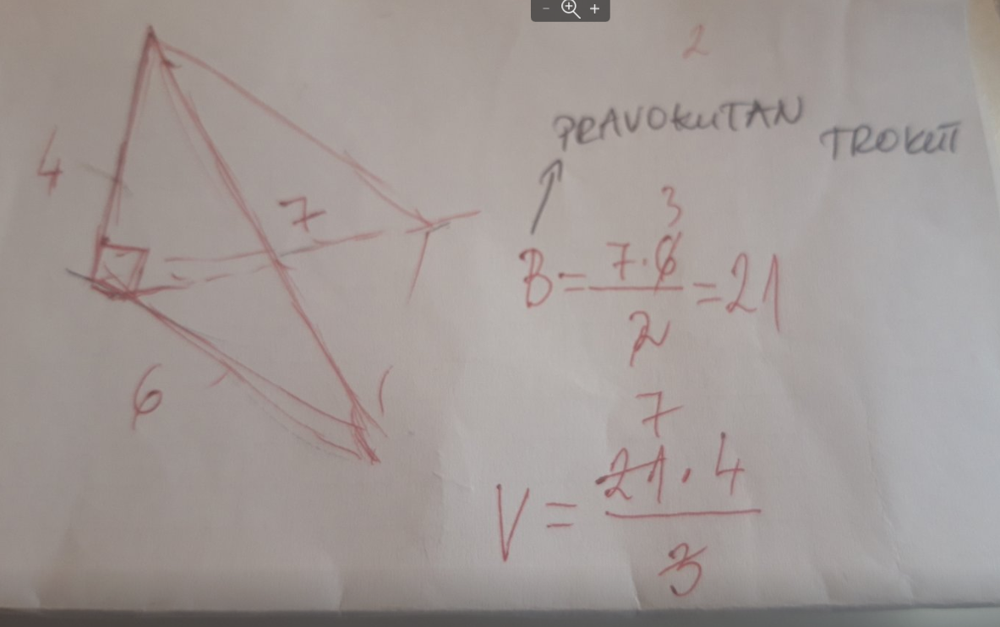 2
PRAVOKUTAN TROKUT
4
7
3
B = 7·6 / 2 = 21
6
7
V = 21·4 / 3